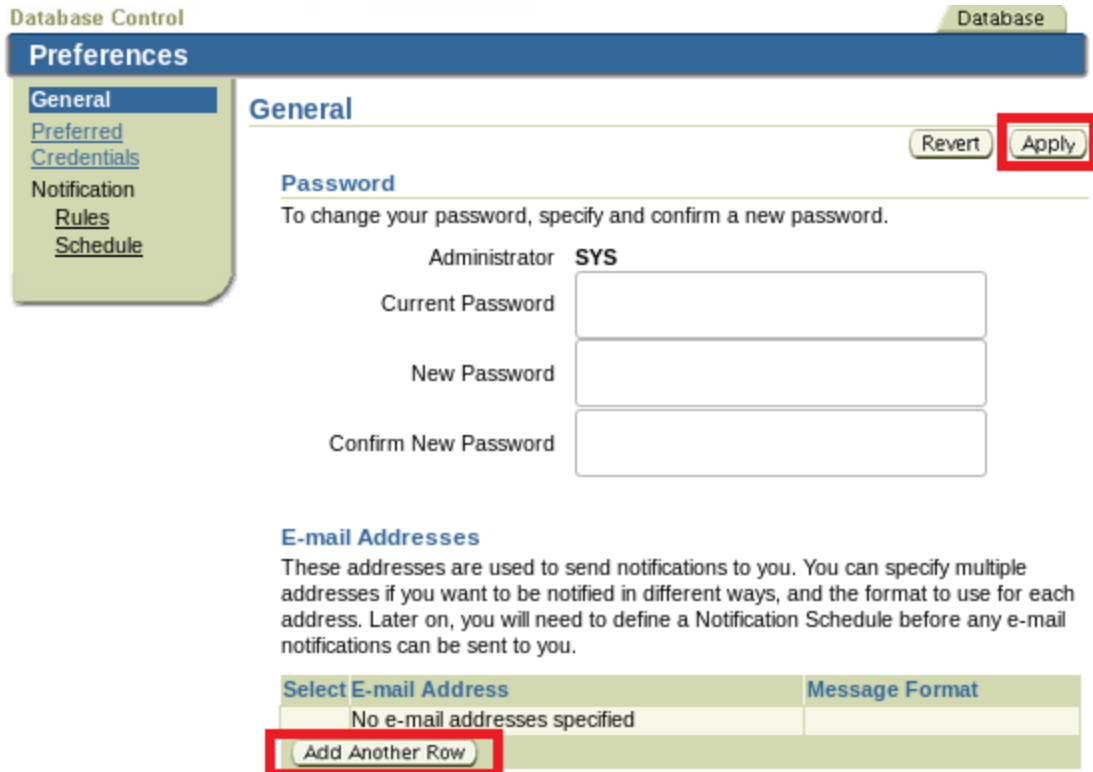 Database Control
Database
Preferences
General
Preferred
Credentials
Notification
Rules
Schedule
General
Revert
Apply
Password
To change your password, specify and confirm a new password.
Administrator SYS
Current Password
New Password
Confirm New Password
E-mail Addresses
These addresses are used to send notifications to you. You can specify multiple
addresses if you want to be notified in different ways, and the format to use for each
address. Later on, you will need to define a Notification Schedule before any e-mail
notifications can be sent to you.
Select E-mail Address Message Format
No e-mail addresses specified
Add Another Row